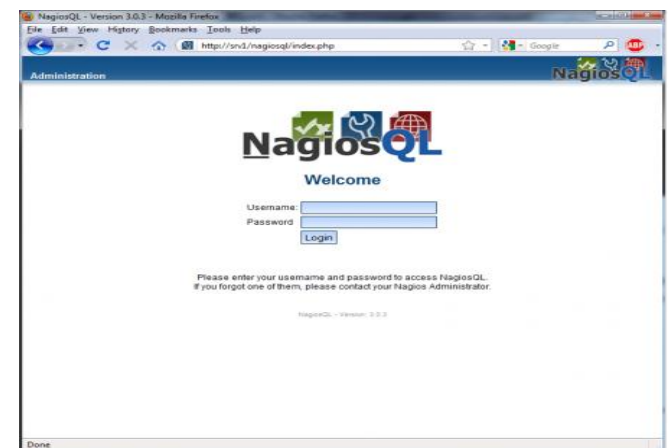 NagiosQL - Version 3.0.3 - Mozilla Firefox
File Edit View History Bookmarks Tools Help
http://srv1/nagiosql/index.php
Google
ABP
Administration
NagiosQL
NagiosQL
Welcome
Username:
Password
Login
Please enter your username and password to access NagiosQL.
If you forgot one of them, please contact your Nagios Administrator.
NagiosQL - Version: 3.0.3
Done